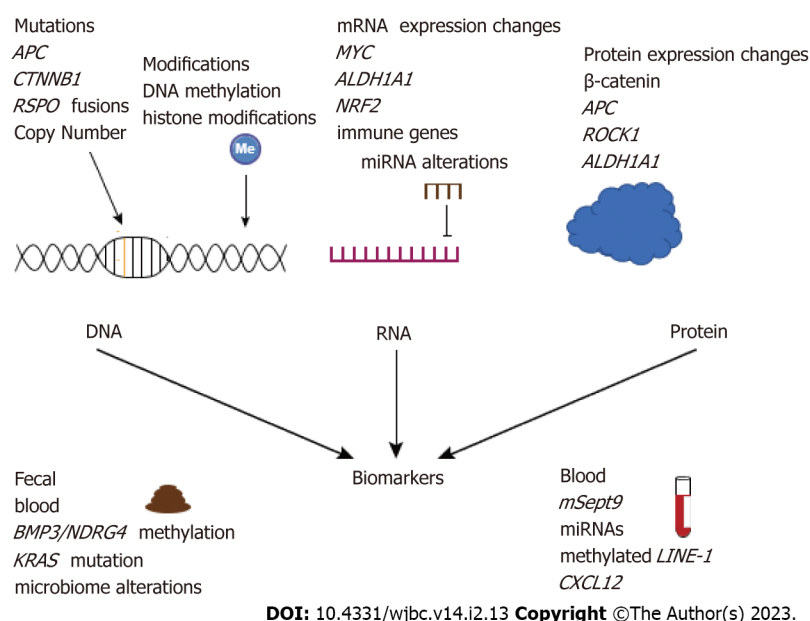 Mutations
APC
CTNNB1
RSPO fusions
Copy Number
Modifications
DNA methylation
histone modifications
Me
mRNA expression changes
MYC
ALDH1A1
NRF2
immune genes
miRNA alterations
Protein expression changes
β-catenin
APC
ROCK1
ALDH1A1
DNA
RNA
Protein
Biomarkers
Fecal
blood
BMP3/NDRG4 methylation
KRAS mutation
microbiome alterations
Blood
mSept9
miRNAs
methylated LINE-1
CXCL12
DOI: 10.4331/wjbc.v14.i2.13 Copyright ©The Author(s) 2023.